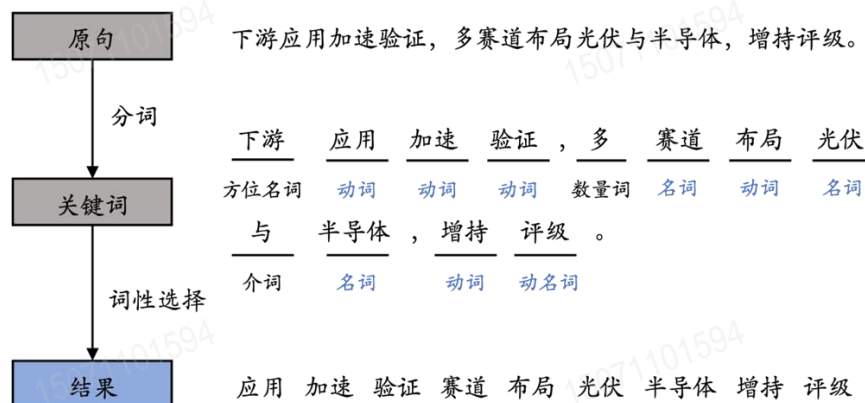 原句 下游应用加速验证，多赛道布局光伏与半导体，增持评级。
分词
下游 应用 加速 验证 ， 多 赛道 布局 光伏
方位名词 动词 动词 动词 数量词 名词 动词 名词
关键词
与 半导体 ， 增持 评级 。
介词 名词 动词 动名词
词性选择
结果 应用 加速 验证 赛道 布局 光伏 半导体 增持 评级
15071101594
15071101594
15071101594
15071101594